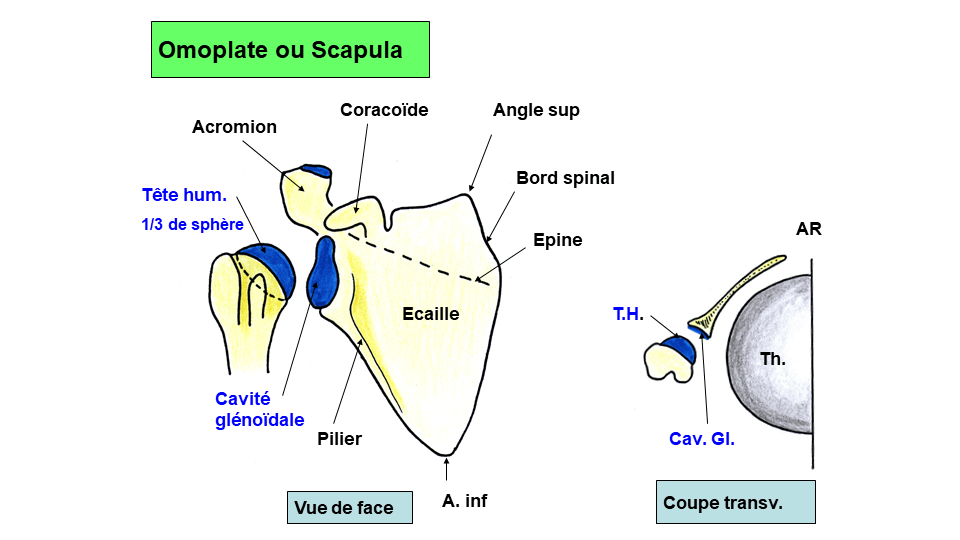 Omoplate ou Scapula
Coracoïde
Angle sup
Acromion
Bord spinal
Tête hum.
1/3 de sphère
Epine
AR
Ecaille
T.H.
Th.
Cavité
glénoïdale
Pilier
Cav. Gl.
A. inf
Vue de face
Coupe transv.